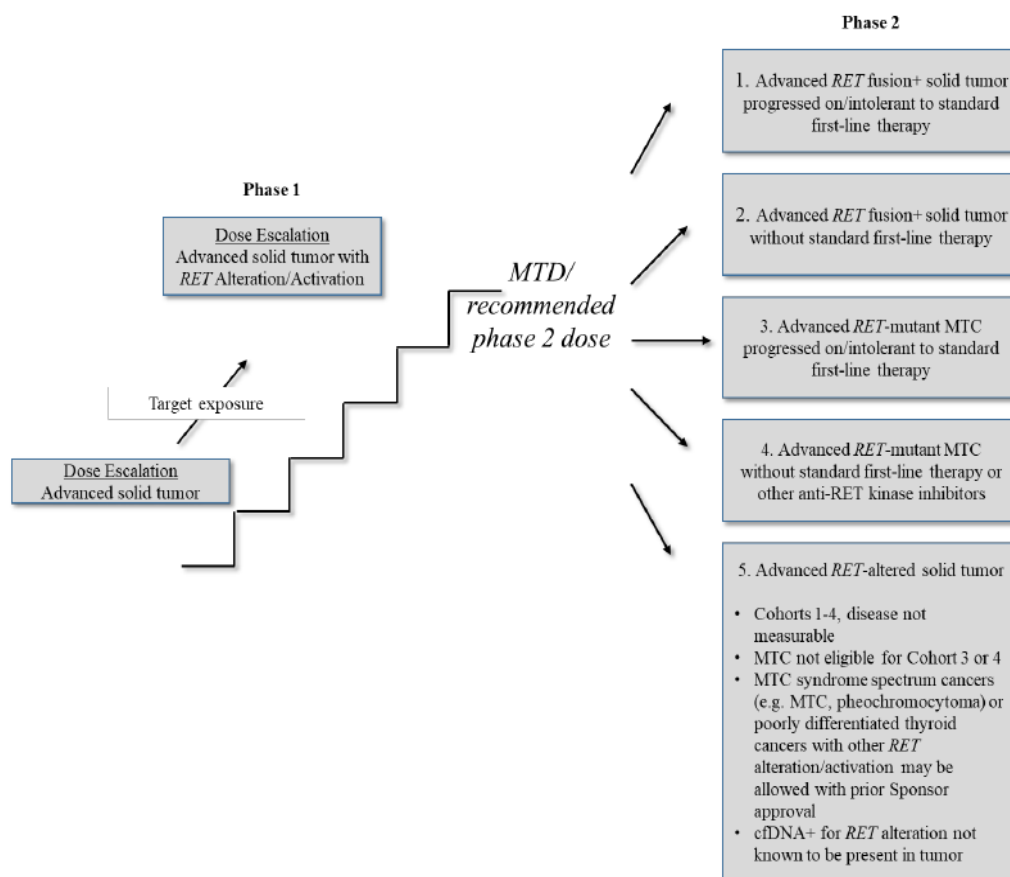 Phase 1
Dose Escalation
Advanced solid tumor with
RET Alteration/Activation
Target exposure
Dose Escalation
Advanced solid tumor
MTD/
recommended
phase 2 dose
Phase 2
1. Advanced RET fusion+ solid tumor
progressed on/intolerant to standard
first-line therapy
2. Advanced RET fusion+ solid tumor
without standard first-line therapy
3. Advanced RET-mutant MTC
progressed on/intolerant to standard
first-line therapy
4. Advanced RET-mutant MTC
without standard first-line therapy or
other anti-RET kinase inhibitors
5. Advanced RET-altered solid tumor
• Cohorts 1-4, disease not
measurable
• MTC not eligible for Cohort 3 or 4
• MTC syndrome spectrum cancers
(e.g. MTC, pheochromocytoma) or
poorly differentiated thyroid
cancers with other RET
alteration/activation may be
allowed with prior Sponsor
approval
• cfDNA+ for RET alteration not
known to be present in tumor